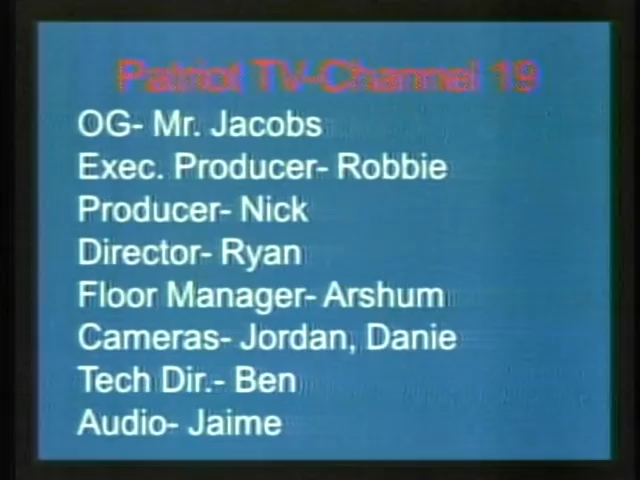 Patriot TV-Channel 19
OG- Mr. Jacobs
Exec. Producer- Robbie
Producer- Nick
Director- Ryan
Floor Manager- Arshum
Cameras- Jordan, Danie
Tech Dir.- Ben
Audio- Jaime